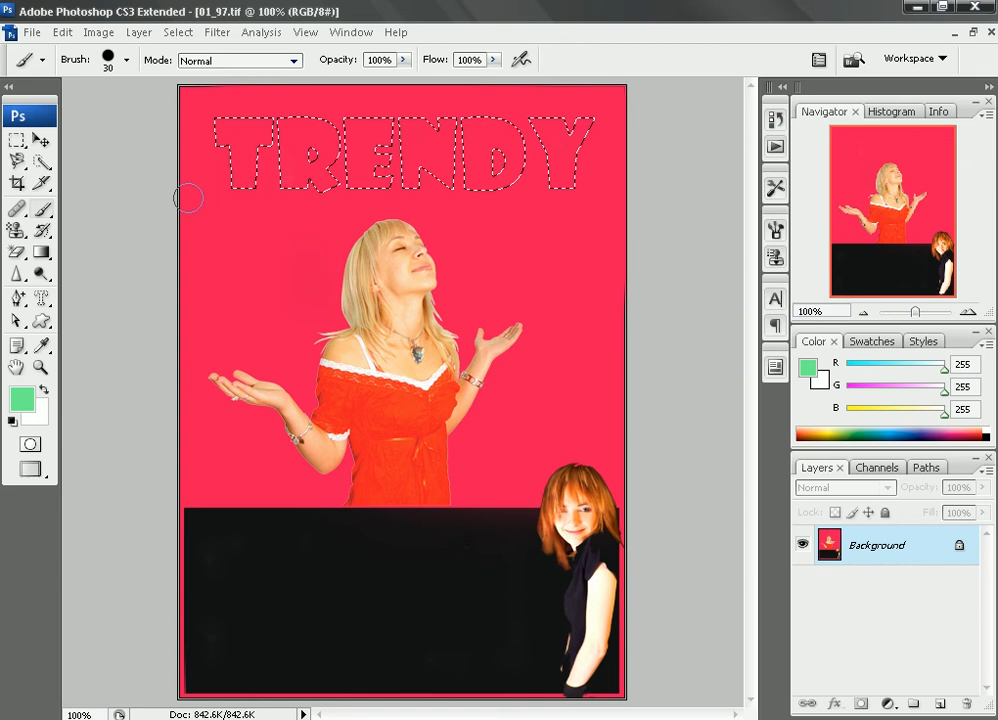 Ps Adobe Photoshop CS3 Extended - [01_97.tif @ 100% (RGB/8#)]
File Edit Image Layer Select Filter Analysis View Window Help
Brush: 30 Mode: Normal Opacity: 100% Flow: 100% Workspace
Ps
TRENDY
Navigator Histogram Info
100%
Color Swatches Styles
R 255
G 255
B 255
Layers Channels Paths
Normal Opacity: 100%
Lock: Fill: 100%
Background
100% Doc: 842.6K/842.6K